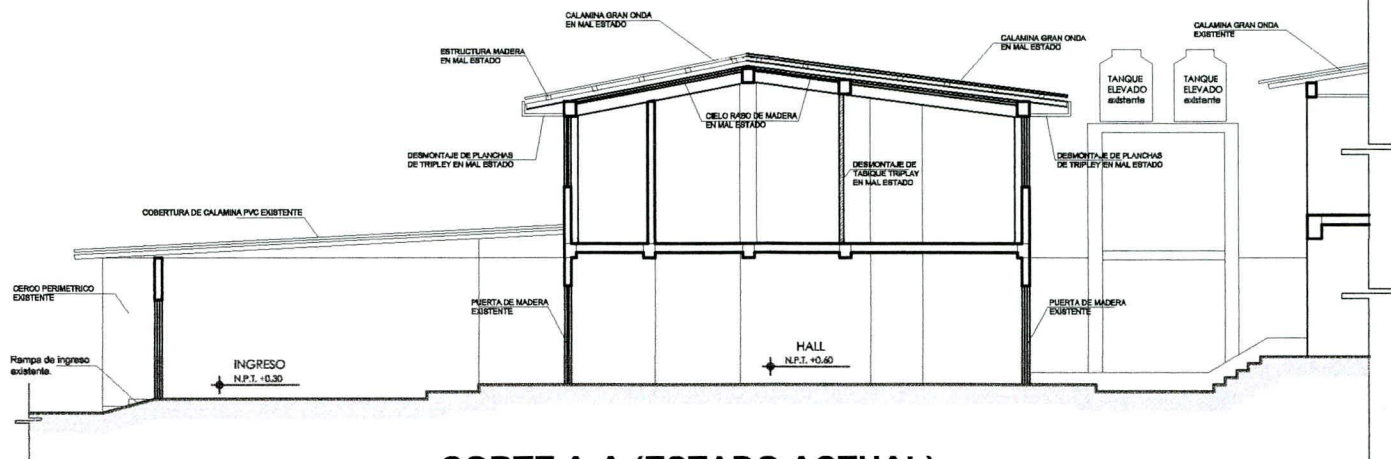 CALAMINA GRAN ONDA
EN MAL ESTADO
CALAMINA GRAN ONDA
EXISTENTE
ESTRUCTURA MADERA
EN MAL ESTADO
CALAMINA GRAN ONDA
EN MAL ESTADO
TANQUE
ELEVADO
existente
TANQUE
ELEVADO
existente
CIELO RASO DE MADERA
EN MAL ESTADO
DESMONTAJE DE PLANCHAS
DE TRIPLEY EN MAL ESTADO
DESMONTAJE DE
TABIQUE TRIPLAY
EN MAL ESTADO
DESMONTAJE DE PLANCHAS
DE TRIPLEY EN MAL ESTADO
COBERTURA DE CALAMINA PVC EXISTENTE
CERCO PERIMETRICO
EXISTENTE
PUERTA DE MADERA
EXISTENTE
PUERTA DE MADERA
EXISTENTE
Rampa de ingreso
existente.
INGRESO
N.P.T. +0.30
HALL
N.P.T. +0.60
CORTE A-A (ESTADO ACTUAL)